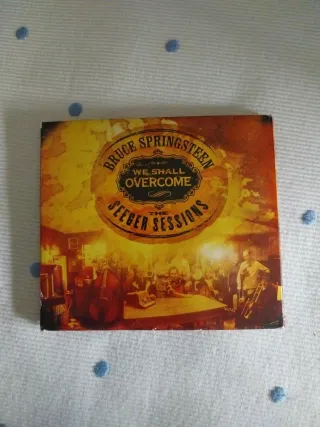 BRUCE SPRINGSTEEN
WE SHALL
OVERCOME
THE
SEEGER SESSIONS